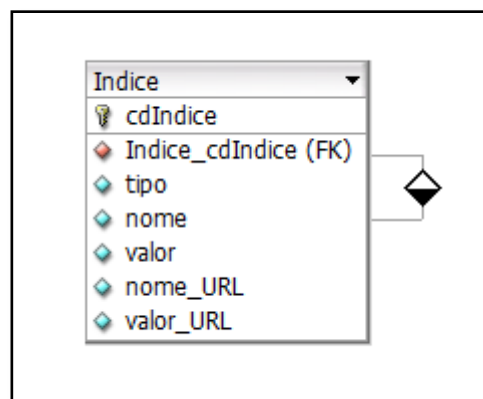 Indice
cdIndice
Indice_cdIndice (FK)
tipo
nome
valor
nome_URL
valor_URL